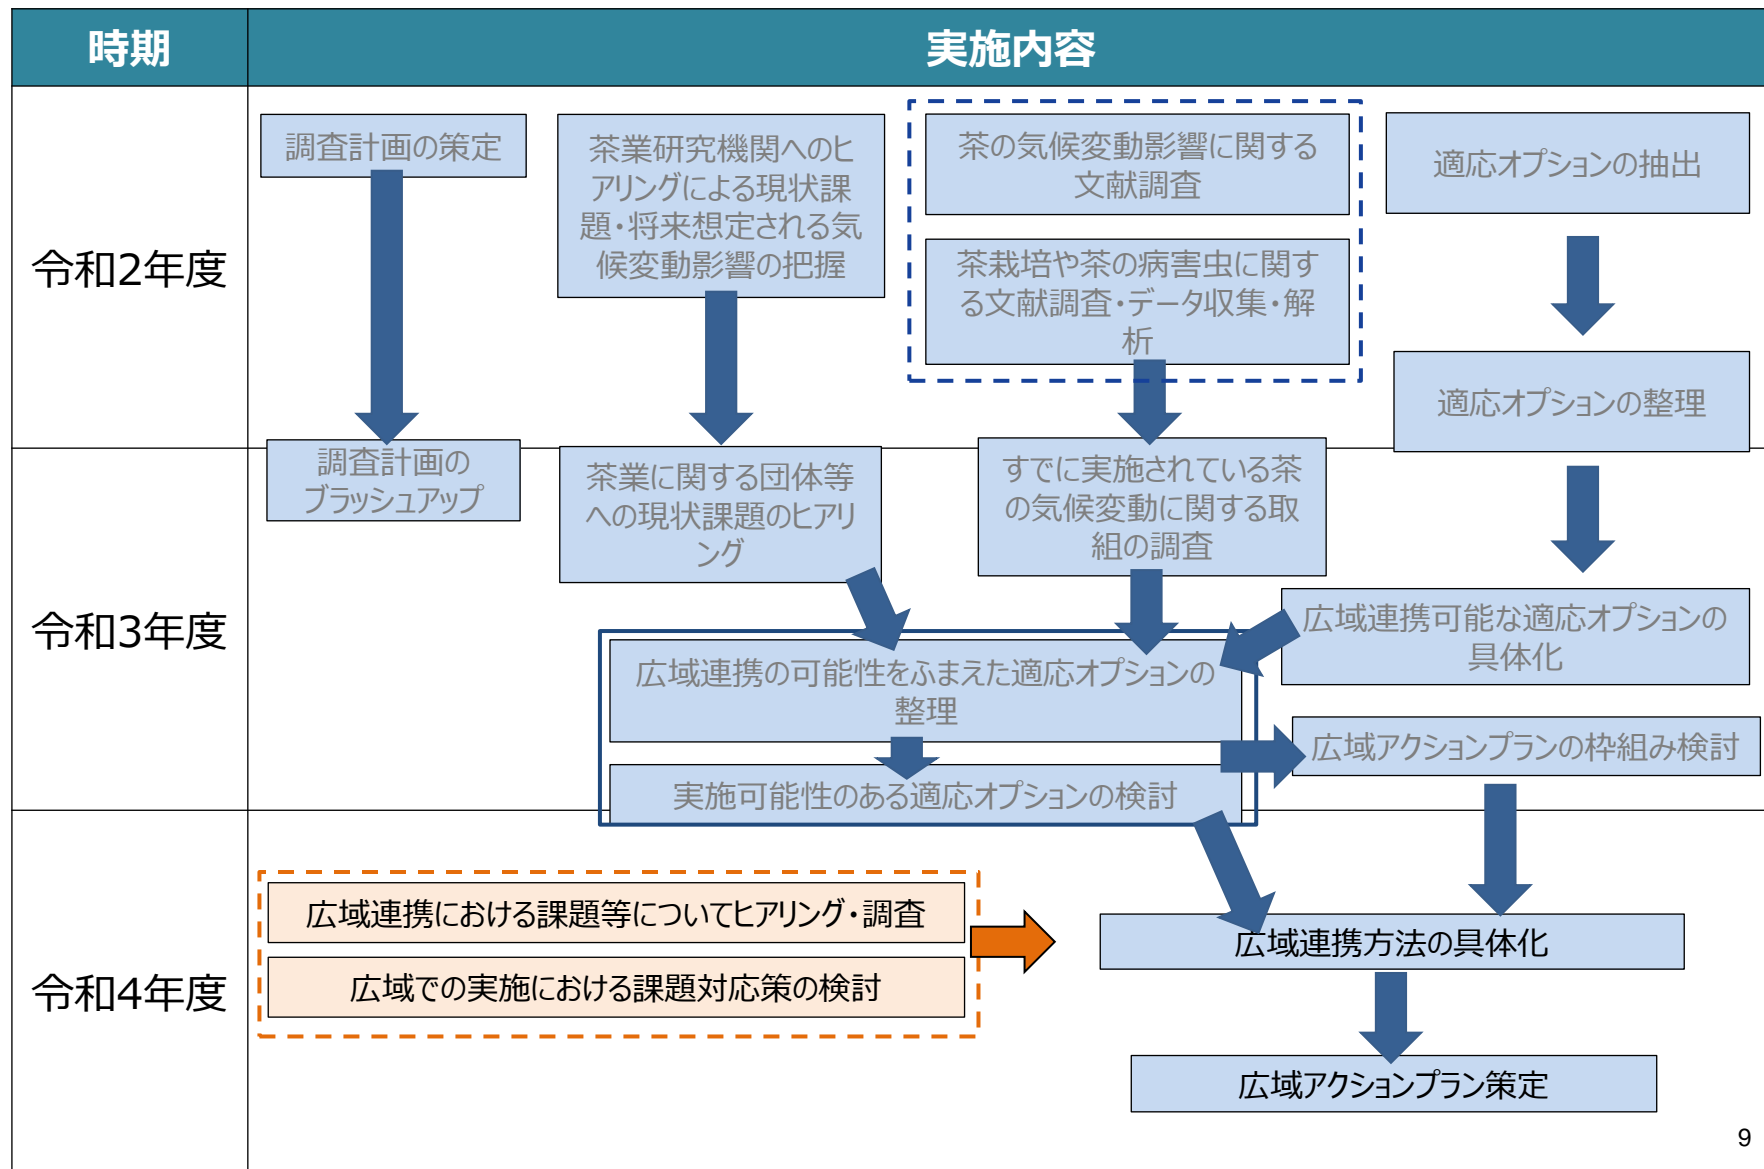 時期
実施内容
令和2年度
調査計画の策定
茶業研究機関へのヒ
アリングによる現状課
題・将来想定される気
候変動影響の把握
茶の気候変動影響に関する
文献調査
茶栽培や茶の病害虫に関す
る文献調査・データ収集・解
析
適応オプションの抽出
適応オプションの整理
令和3年度
調査計画の
ブラッシュアップ
茶業に関する団体等
への現状課題のヒアリ
ング
すでに実施されている茶
の気候変動に関する取
組の調査
広域連携可能な適応オプションの
具体化
広域連携の可能性をふまえた適応オプションの
整理
広域アクションプランの枠組み検討
実施可能性のある適応オプションの検討
令和4年度
広域連携における課題等についてヒアリング・調査
広域での実施における課題対応策の検討
広域連携方法の具体化
広域アクションプラン策定
9